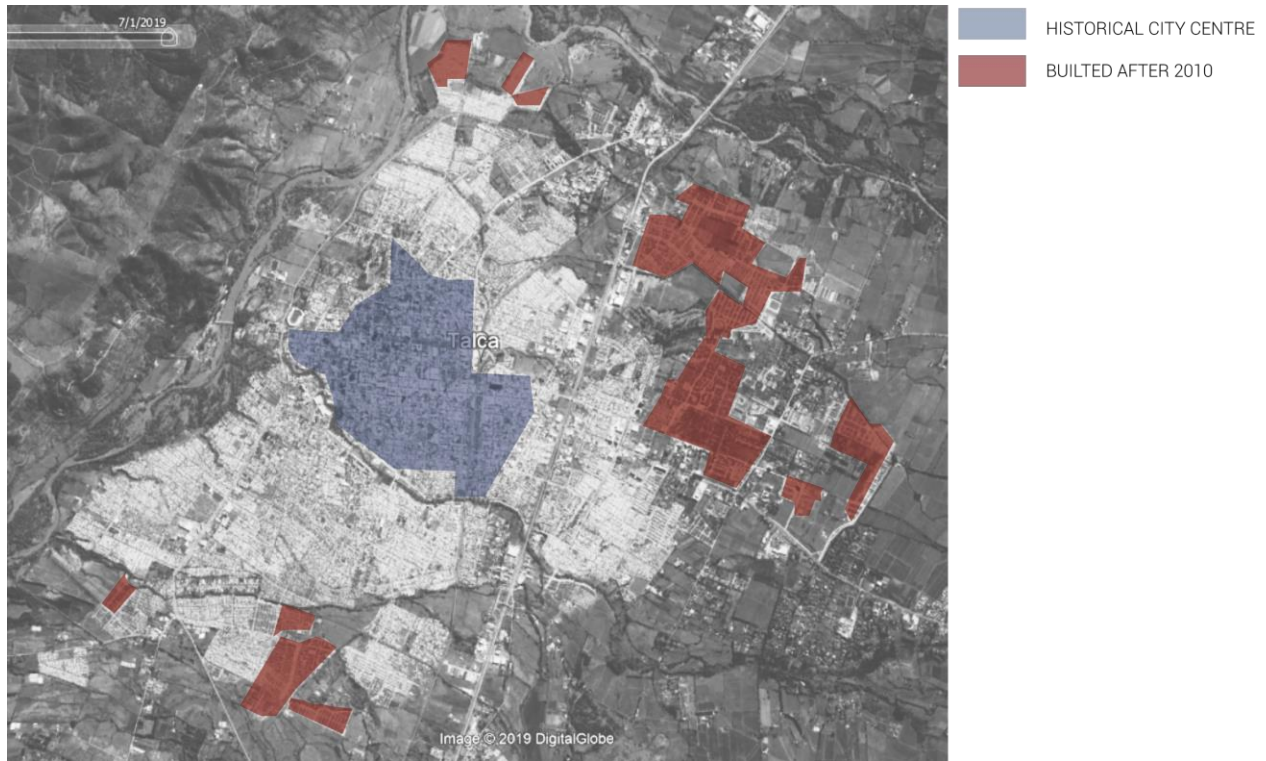 7/1/2019
HISTORICAL CITY CENTRE
BUILTED AFTER 2010
Talca
Image © 2019 DigitalGlobe